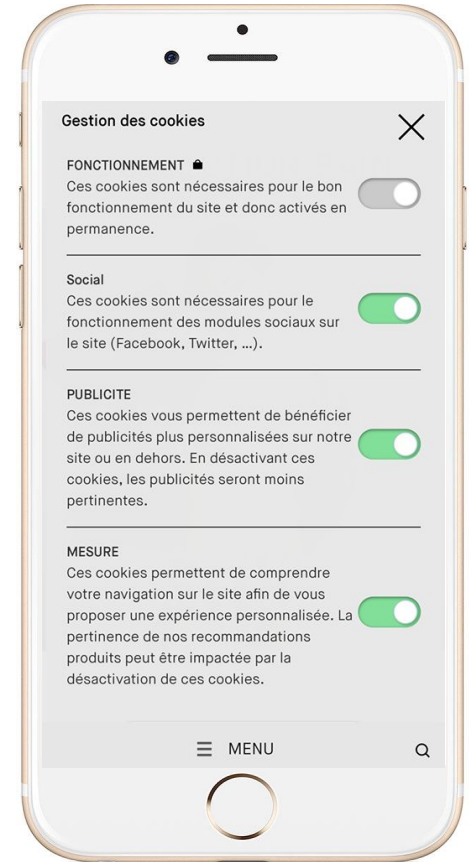 Gestion des cookies
FONCTIONNEMENT
Ces cookies sont nécessaires pour le bon
fonctionnement du site et donc activés en
permanence.
Social
Ces cookies sont nécessaires pour le
fonctionnement des modules sociaux sur
le site (Facebook, Twitter, ...).
PUBLICITE
Ces cookies vous permettent de bénéficier
de publicités plus personnalisées sur notre
site ou en dehors. En désactivant ces
cookies, les publicités seront moins
pertinentes.
MESURE
Ces cookies permettent de comprendre
votre navigation sur le site afin de vous
proposer une expérience personnalisée. La
pertinence de nos recommandations
produits peut être impactée par la
désactivation de ces cookies.
MENU